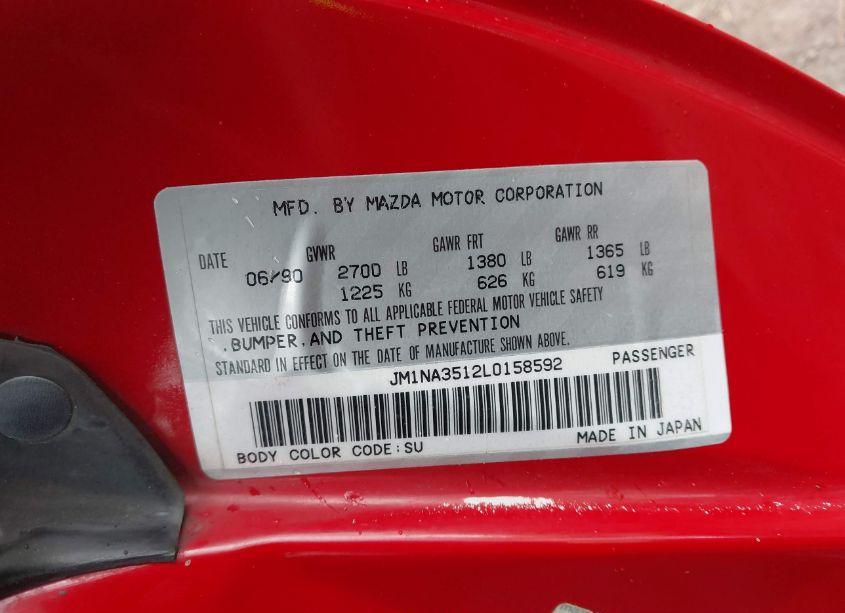 MFD. BY MAZDA MOTOR CORPORATION
DATE GVWR GAWR FRT GAWR RR
06/90 2700 LB 1380 LB 1365 LB
1225 KG 626 KG 619 KG
THIS VEHICLE CONFORMS TO ALL APPLICABLE FEDERAL MOTOR VEHICLE SAFETY
, BUMPER, AND THEFT PREVENTION
STANDARD IN EFFECT ON THE DATE OF MANUFACTURE SHOWN ABOVE.
JM1NA3512L0158592 PASSENGER
BODY COLOR CODE:SU MADE IN JAPAN